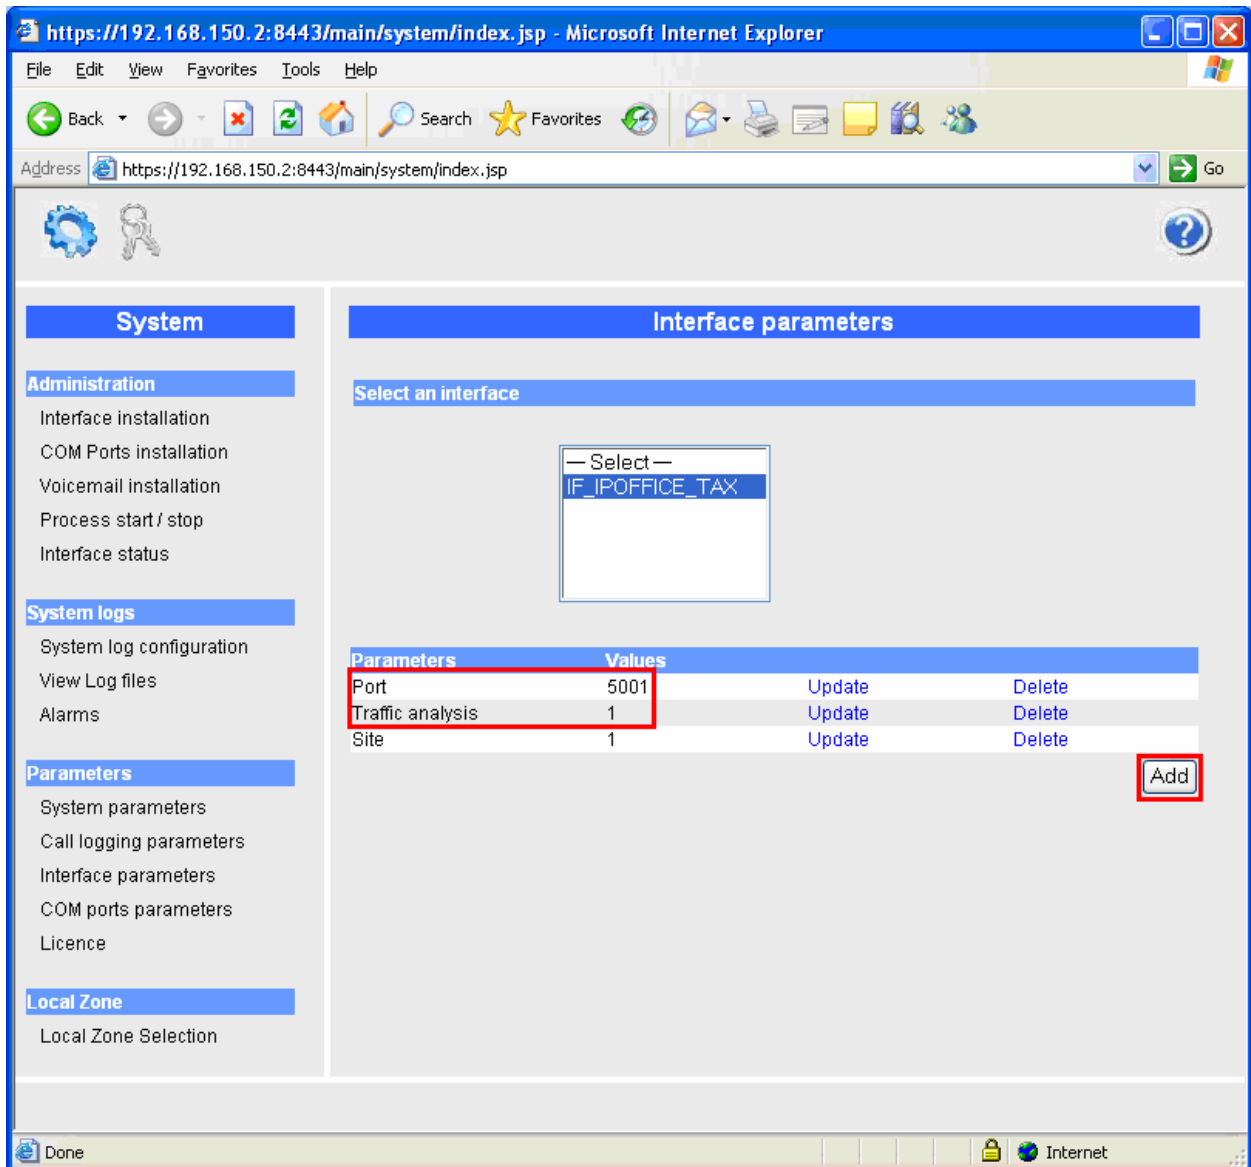 https://192.168.150.2:8443/main/system/index.jsp - Microsoft Internet Explorer
File Edit View Favorites Tools Help
Back Search Favorites
Address https://192.168.150.2:8443/main/system/index.jsp Go
System
Administration
Interface installation
COM Ports installation
Voicemail installation
Process start / stop
Interface status
System logs
System log configuration
View Log files
Alarms
Parameters
System parameters
Call logging parameters
Interface parameters
COM ports parameters
Licence
Local Zone
Local Zone Selection
Interface parameters
Select an interface
— Select —
IF_IPOFFICE_TAX
Parameters Values
Port 5001 Update Delete
Traffic analysis 1 Update Delete
Site 1 Update Delete
Add
Done Internet